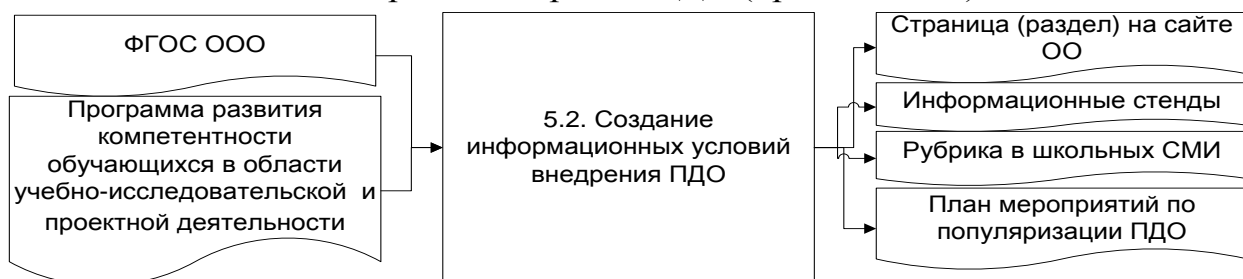 ФГОС ООО
Программа развития
компетентности
обучающихся в области
учебно-исследовательской и
проектной деятельности
5.2. Создание
информационных условий
внедрения ПДО
Страница (раздел) на сайте
ОО
Информационные стенды
Рубрика в школьных СМИ
План мероприятий по
популяризации ПДО